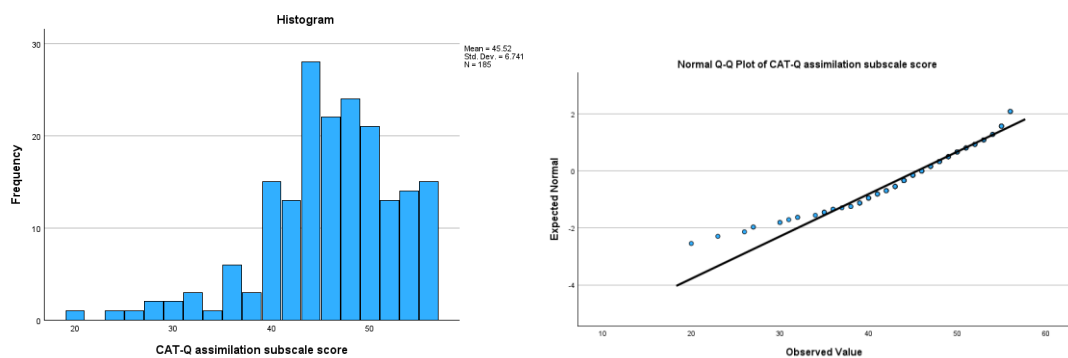 Histogram
Mean = 45.52
Std. Dev. = 6.741
N = 185
30
20
10
0
Frequency
20 30 40 50
CAT-Q assimilation subscale score
Normal Q-Q Plot of CAT-Q assimilation subscale score
2
0
-2
-4
Expected Normal
10 20 30 40 50 60
Observed Value